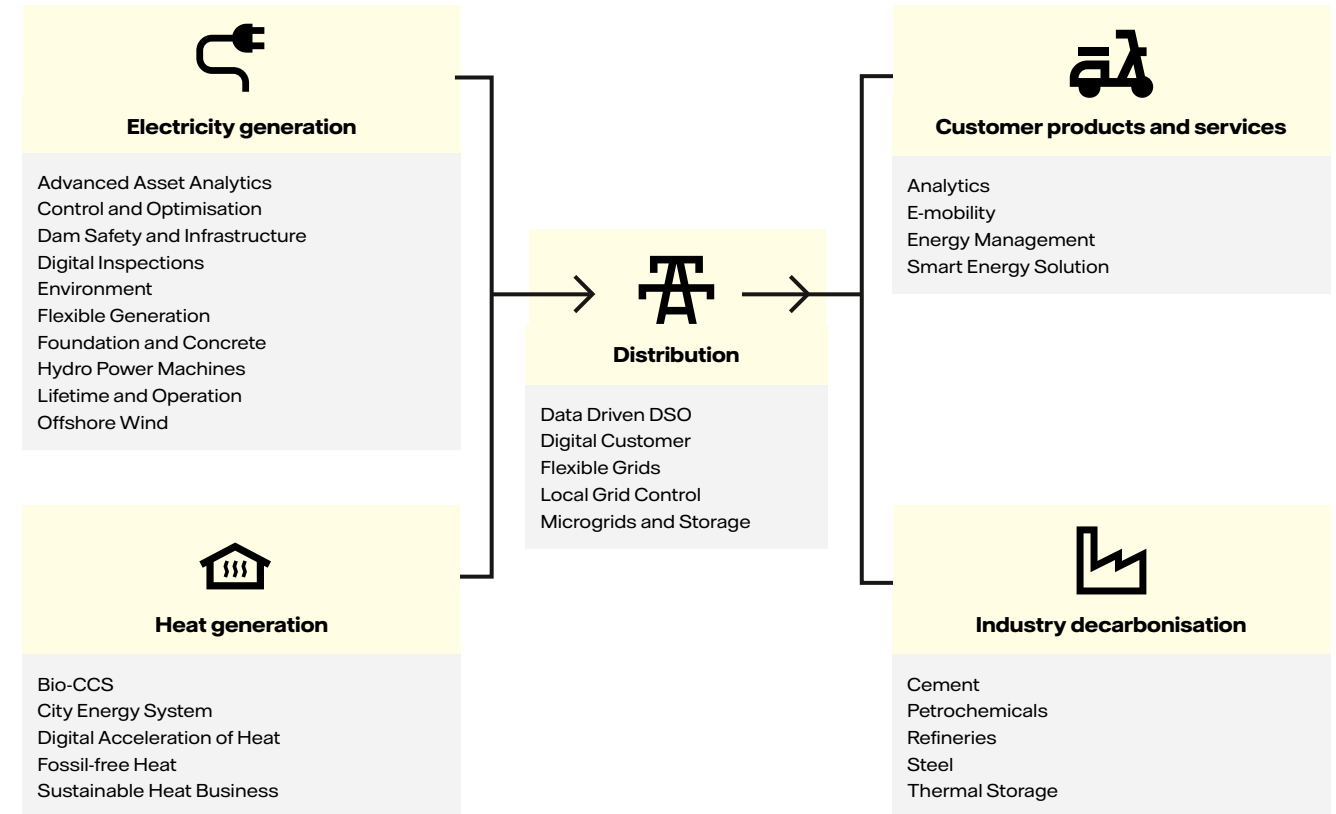 Electricity generation
Advanced Asset Analytics
Control and Optimisation
Dam Safety and Infrastructure
Digital Inspections
Environment
Flexible Generation
Foundation and Concrete
Hydro Power Machines
Lifetime and Operation
Offshore Wind
Heat generation
Bio-CCS
City Energy System
Digital Acceleration of Heat
Fossil-free Heat
Sustainable Heat Business
Distribution
Data Driven DSO
Digital Customer
Flexible Grids
Local Grid Control
Microgrids and Storage
Customer products and services
Analytics
E-mobility
Energy Management
Smart Energy Solution
Industry decarbonisation
Cement
Petrochemicals
Refineries
Steel
Thermal Storage